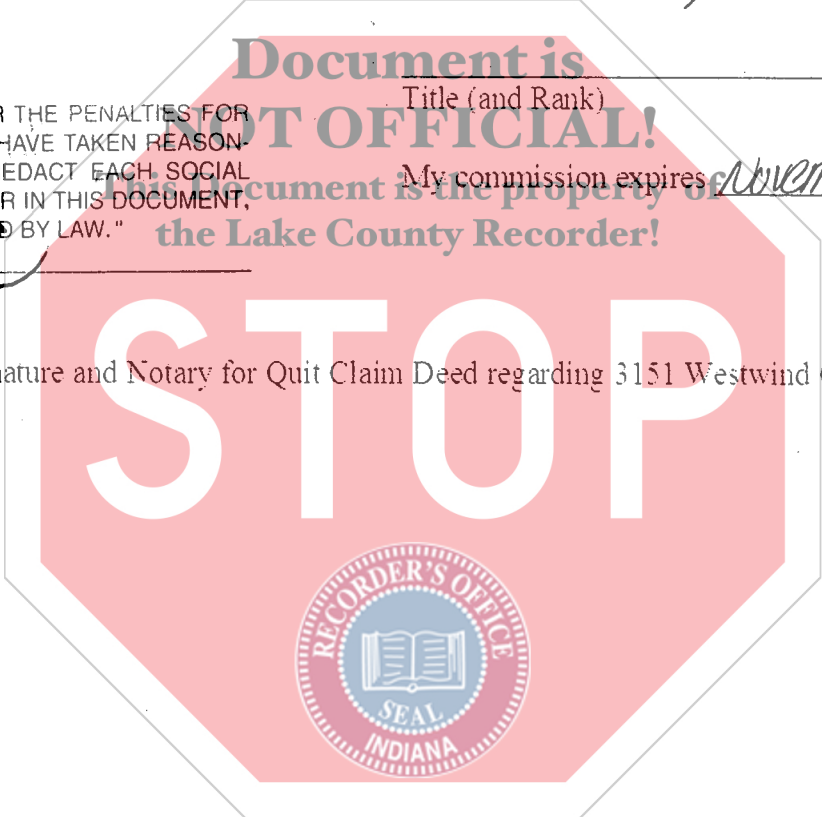 Document is
NOT OFFICIAL!
This Document is the property of
the Lake County Recorder!
THE PENALTIES FOR
HAVE TAKEN REASON-
EDACT EACH SOCIAL
R IN THIS DOCUMENT,
D BY LAW."
Title (and Rank)
My commission expires Novem
nature and Notary for Quit Claim Deed regarding 3151 Westwind
STOP
RECORDER'S OFFICE
SEAL
INDIANA